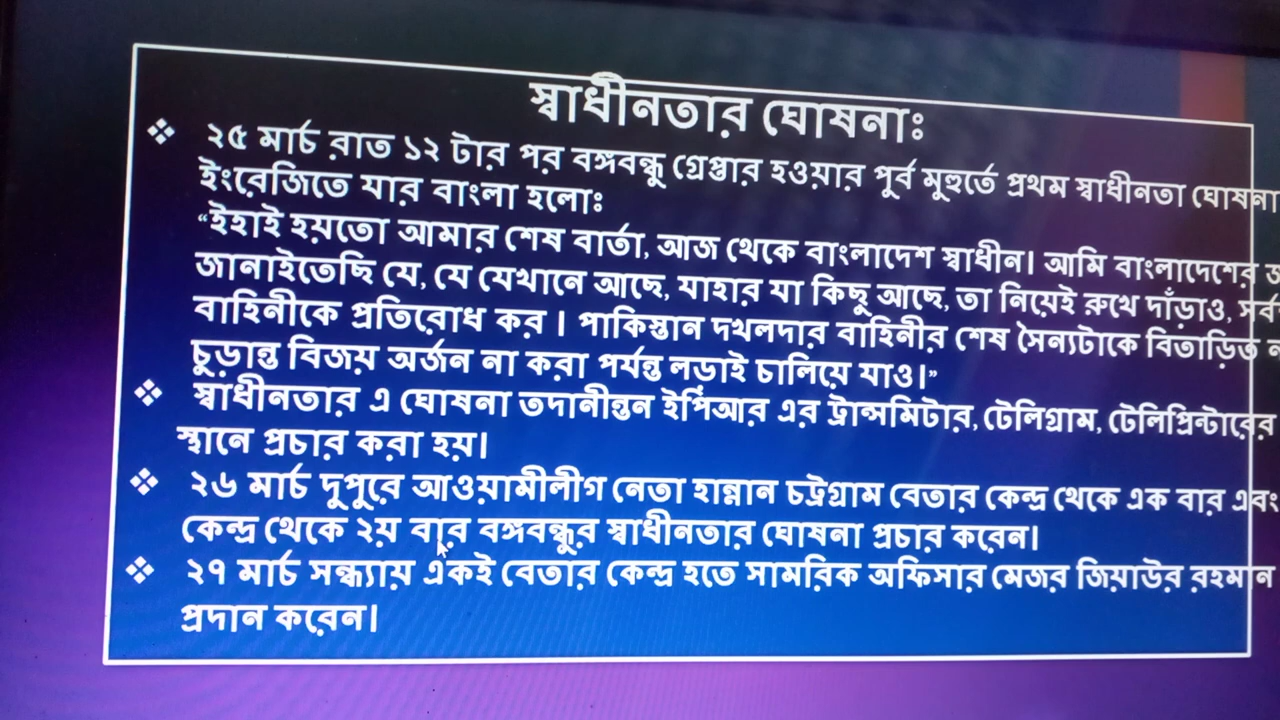 স্বাধীনতার ঘোষনাঃ
❖ ২৫ মার্চ রাত ১২ টার পর বঙ্গবন্ধু গ্রেপ্তার হওয়ার পুর্ব মুহুর্তে প্রথম স্বাধীনতা ঘোষনা
ইংরেজিতে যার বাংলা হলোঃ
“ইহাই হয়তো আমার শেষ বার্তা, আজ থেকে বাংলাদেশ স্বাধীন। আমি বাংলাদেশের
জানাইতেছি যে, যে যেখানে আছে, যাহার যা কিছু আছে, তা নিয়েই রুখে দাঁড়াও,
বাহিনীকে প্রতিরোধ কর । পাকিস্তান দখলদার বাহিনীর শেষ সৈন্যটাকে বিতাড়িত
চুড়ান্ত বিজয় অর্জন না করা পর্যন্ত লড়াই চালিয়ে যাও।”
❖ স্বাধীনতার এ ঘোষনা তদানীন্তন ইপিআর এর ট্রান্সমিটার, টেলিগ্রাম, টেলিপ্রিন্টারের
স্থানে প্রচার করা হয়।
❖ ২৬ মার্চ দুপুরে আওয়ামীলীগ নেতা হান্নান চট্রগ্রাম বেতার কেন্দ্র থেকে এক বার এবং
কেন্দ্র থেকে ২য় বার বঙ্গবন্ধুর স্বাধীনতার ঘোষনা প্রচার করেন।
❖ ২৭ মার্চ সন্ধ্যায় একই বেতার কেন্দ্র হতে সামরিক অফিসার মেজর জিয়াউর রহমান
প্রদান করেন।